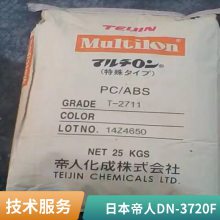 TEIJIN
Multilon
マルチロン®
(特殊タイプ)
PC/ABS
GRADE T-2711
COLOR
LOT NO. 14Z4650
NET 25 KGS
帝人化成株式会社
TEIJIN CHEMICALS LTD.
技术服务
日本帝人DN-3720F